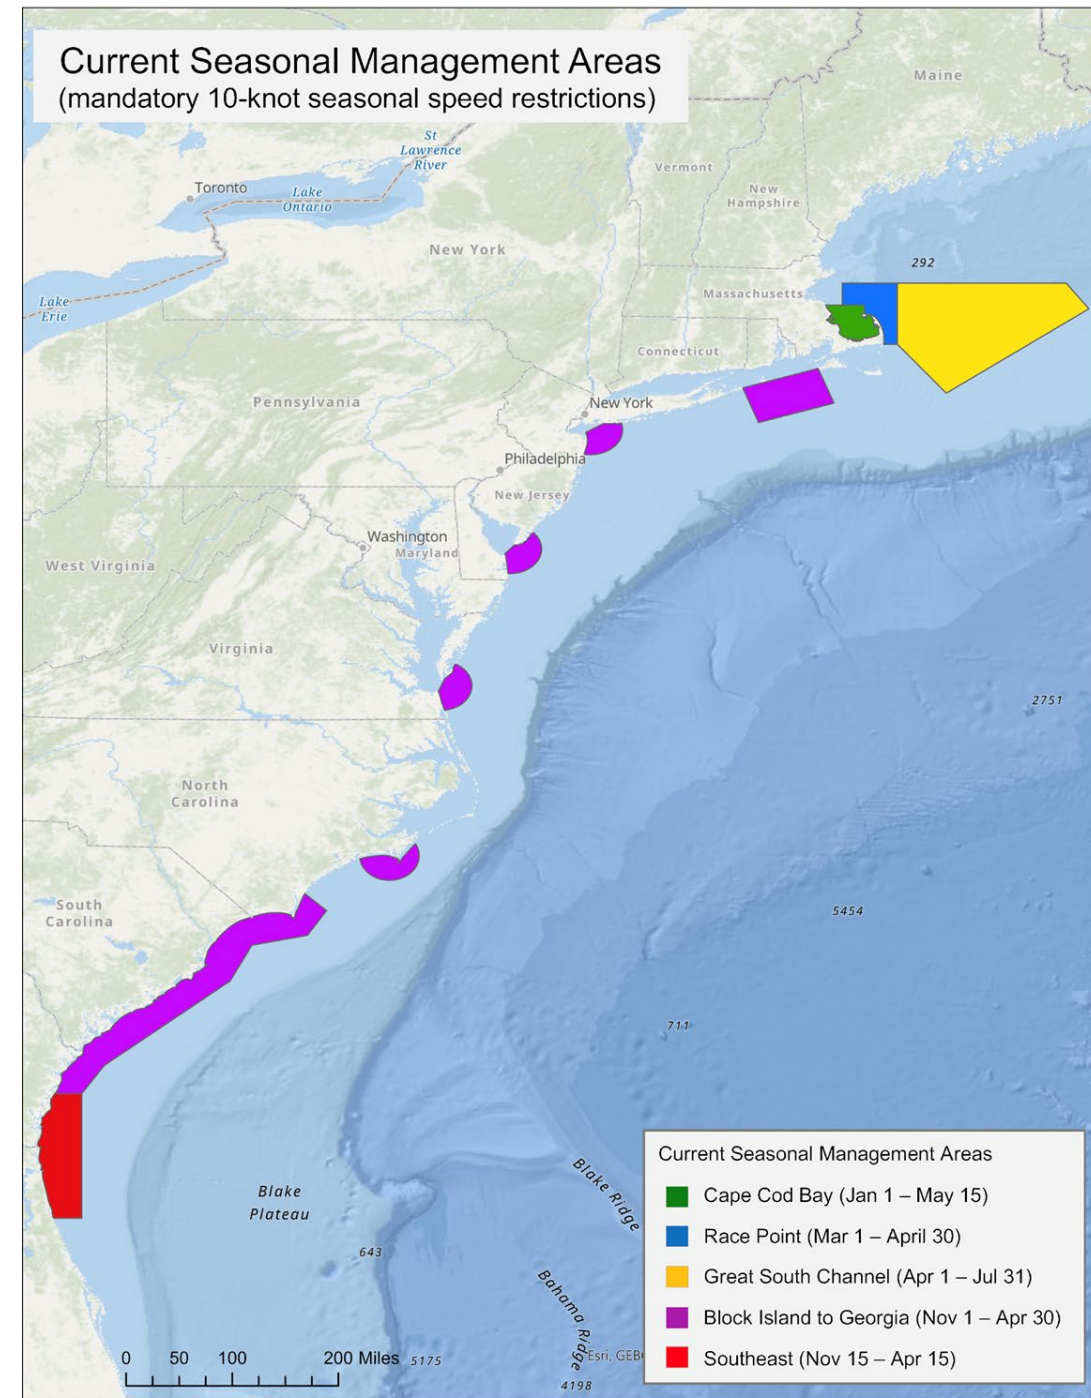 Current Seasonal Management Areas
(mandatory 10-knot seasonal speed restrictions)
Maine
St
Lawrence
River
Vermont
Toronto
Lake
Ontario
New
Hampshire
New York
292
Massachusetts
Lake
Erie
Connecticut
Pennsylvania
New York
Philadelphia
New Jersey
Washington
Maryland
West Virginia
Virginia
2751
North
Carolina
South
Carolina
5454
711
Blake
Plateau
Blake Ridge
643
Bahama Ridge
Current Seasonal Management Areas
Cape Cod Bay (Jan 1 – May 15)
Race Point (Mar 1 – April 30)
Great South Channel (Apr 1 – Jul 31)
Block Island to Georgia (Nov 1 – Apr 30)
Southeast (Nov 15 – Apr 15)
0 50 100 200 Miles
5175
Esri, GEB
4198